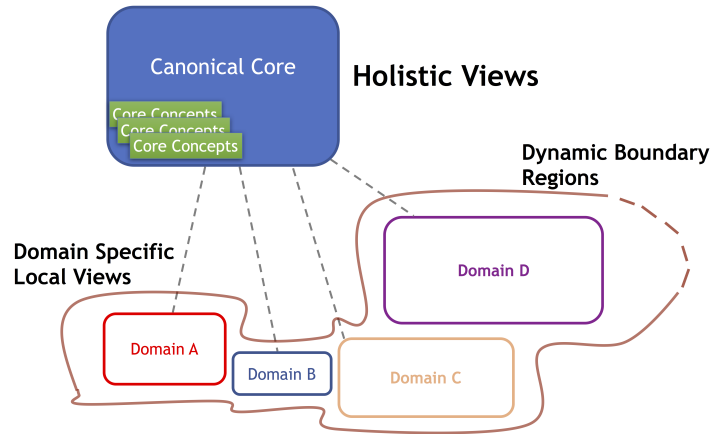 Canonical Core
Holistic Views
Core Concepts
Core Concepts
Core Concepts
Dynamic Boundary
Regions
Domain Specific
Local Views
Domain D
Domain A
Domain B
Domain C